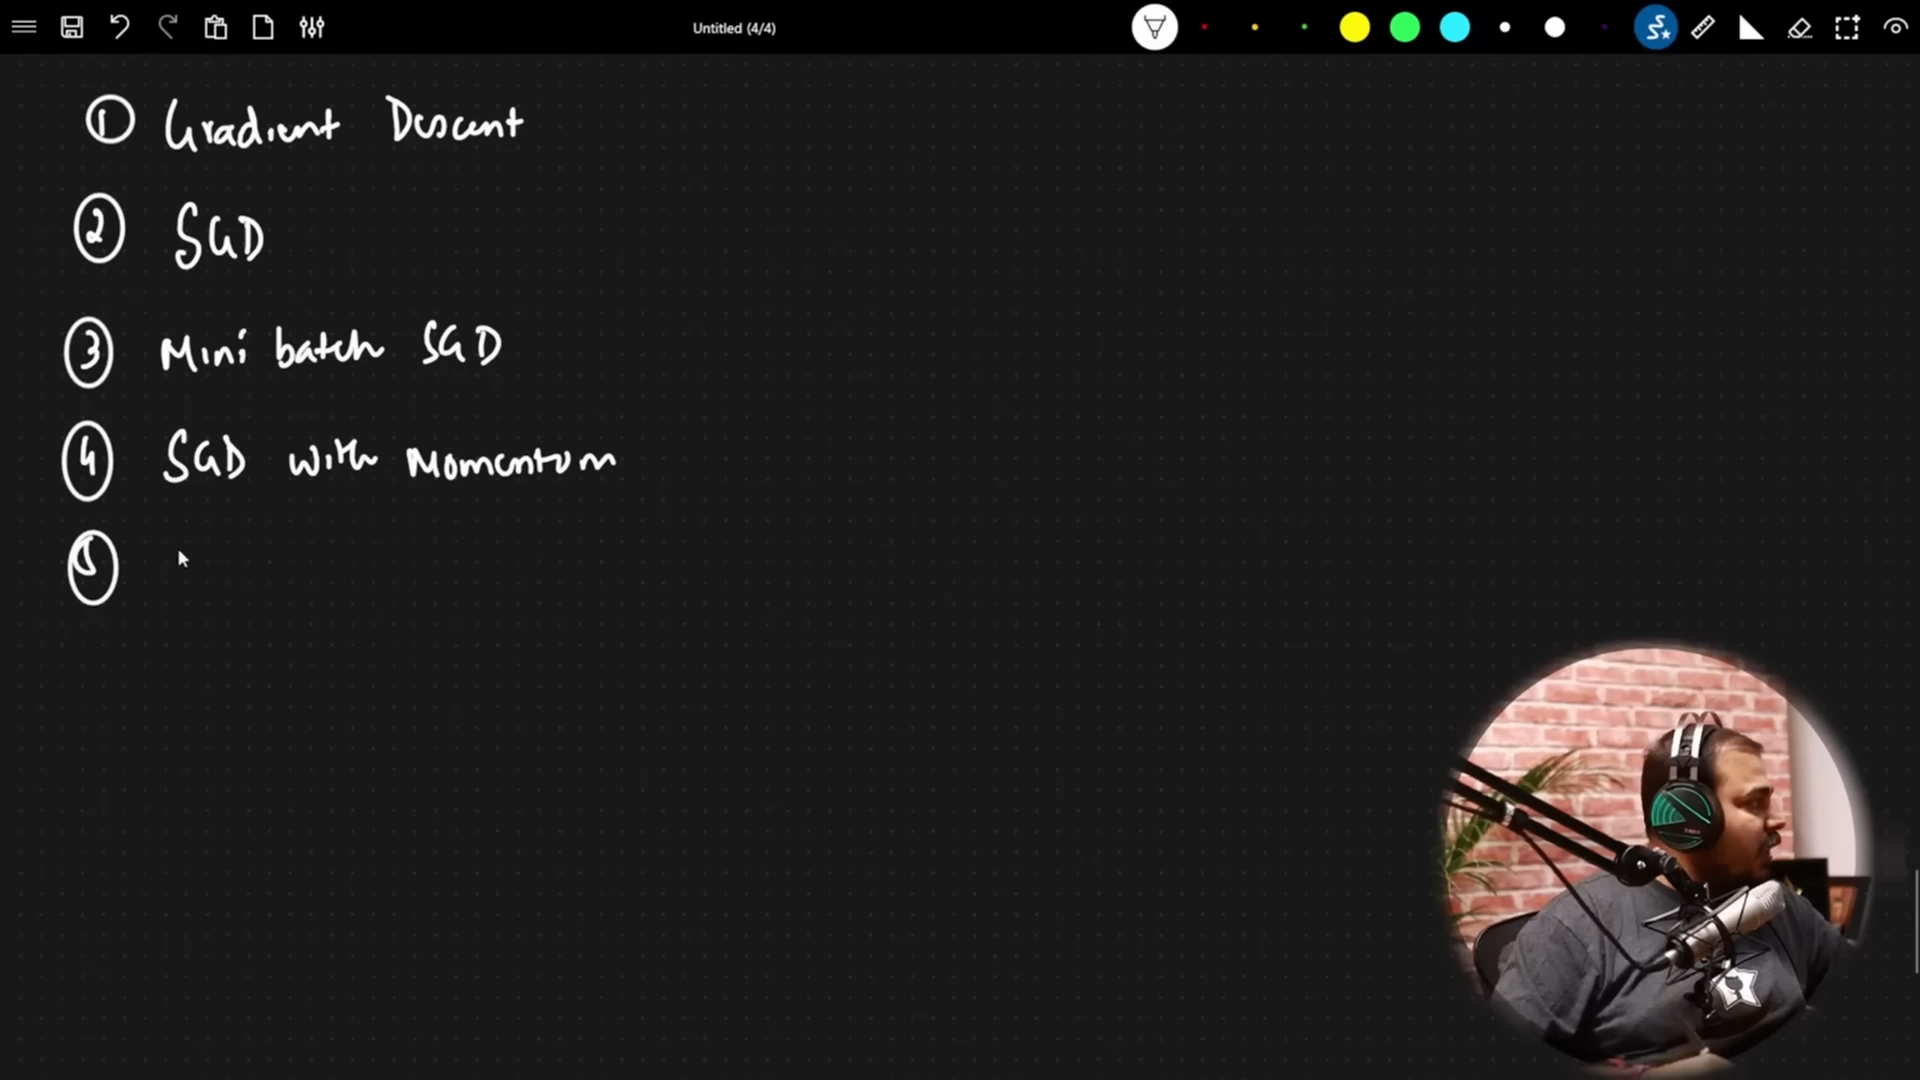 Untitled (4/4)
① Gradient Descent
② SGD
③ Mini batch SGD
④ SGD with Momentum
⑤